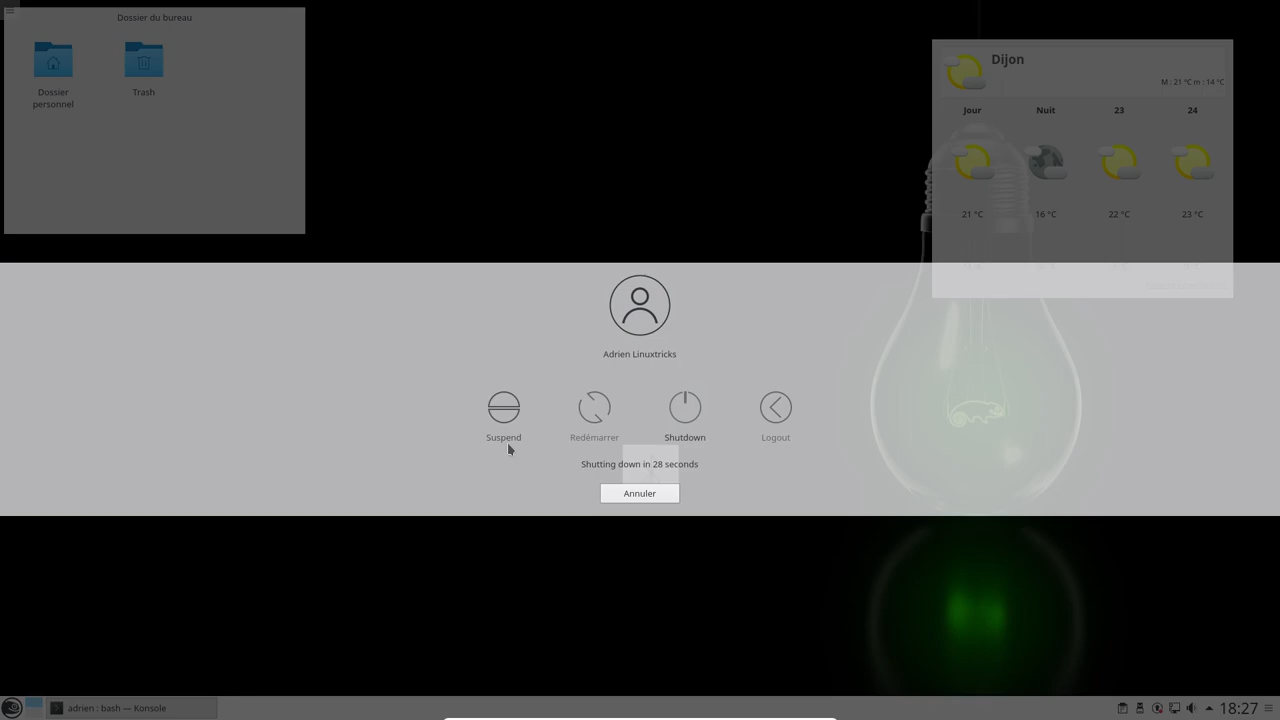 Dossier du bureau
Dossier
personnel
Trash
Dijon
M : 21 °C m : 14 °C
Jour Nuit 23 24
21 °C 16 °C 22 °C 23 °C
Adrien Linuxtricks
Suspend Redémarrer Shutdown Logout
Shutting down in 28 seconds
Annuler
adrien : bash — Konsole
18:27